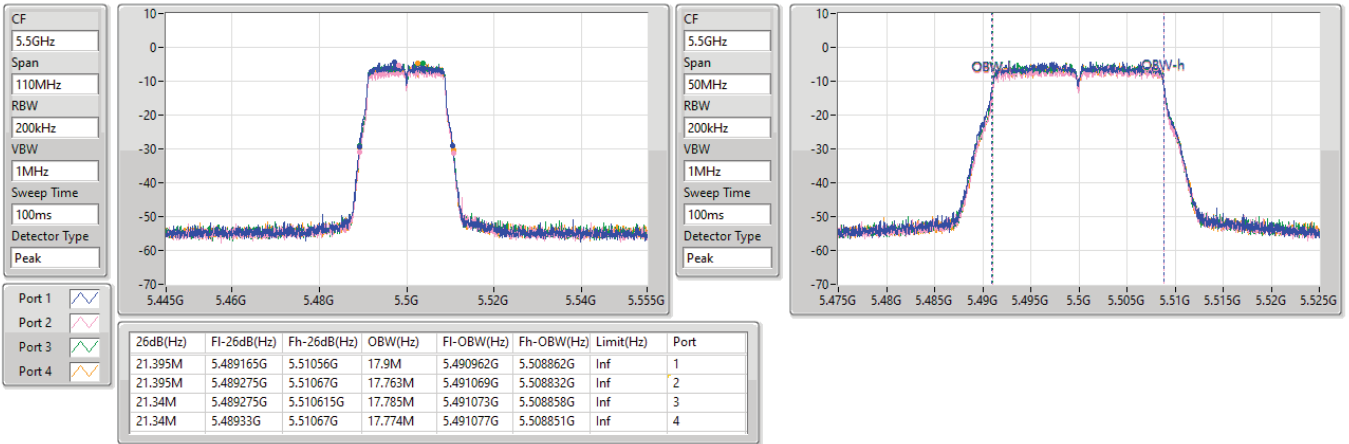 CF
5.5GHz
Span
110MHz
RBW
200kHz
VBW
1MHz
Sweep Time
100ms
Detector Type
Peak
10-
0-
-10-
-20-
-30-
-40-
-50-
-60-
-70-
5.445G 5.46G 5.48G 5.5G 5.52G 5.54G 5.555G
CF
5.5GHz
Span
50MHz
RBW
200kHz
VBW
1MHz
Sweep Time
100ms
Detector Type
Peak
10-
0-
-10-
-20-
-30-
-40-
-50-
-60-
-70-
OBW-l OBW-h
5.475G 5.48G 5.485G 5.49G 5.495G 5.5G 5.505G 5.51G 5.515G 5.52G 5.525G
Port 1
Port 2
Port 3
Port 4
26dB(Hz) Fl-26dB(Hz) Fh-26dB(Hz) OBW(Hz) Fl-OBW(Hz) Fh-OBW(Hz) Limit(Hz) Port
21.395M 5.489165G 5.51056G 17.9M 5.490962G 5.508862G Inf 1
21.395M 5.489275G 5.51067G 17.763M 5.491069G 5.508832G Inf 2
21.34M 5.489275G 5.510615G 17.785M 5.491073G 5.508858G Inf 3
21.34M 5.48933G 5.51067G 17.774M 5.491077G 5.508851G Inf 4